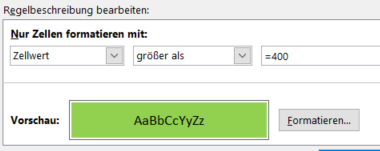 Regelbeschreibung bearbeiten:
Nur Zellen formatieren mit:
Zellwert größer als =400
Vorschau: AaBbCcYyZz Formatieren...